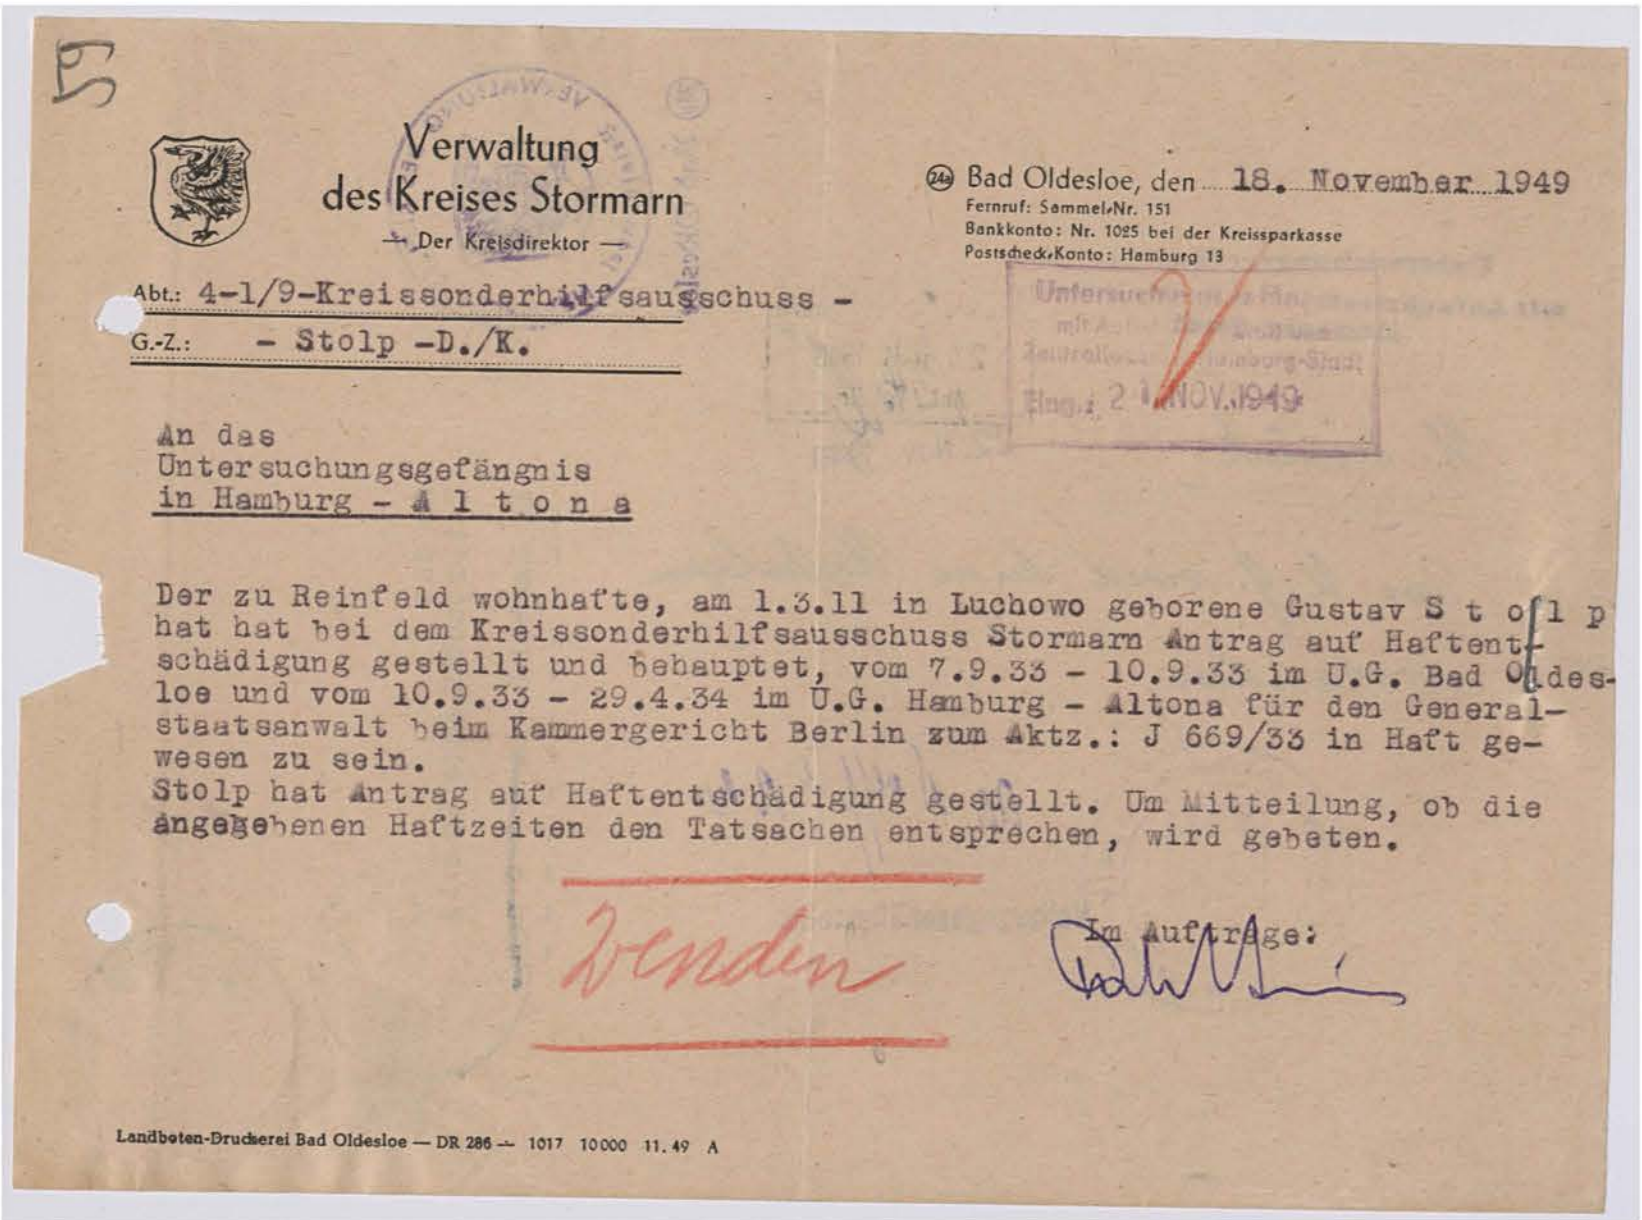 59
Verwaltung
des Kreises Stormarn
— Der Kreisdirektor —
Abt.: 4-1/9-Kreissonderhilfsausschuss -
G.-Z.: - Stolp -D./K.
24a Bad Oldesloe, den 18. November 1949
Fernruf: Sammel-Nr. 151
Bankkonto: Nr. 1025 bei der Kreissparkasse
Postscheck-Konto: Hamburg 13
Eing.: 21. NOV. 1949
An das
Untersuchungsgefängnis
in Hamburg - A l t o n a
Der zu Reinfeld wohnhafte, am 1.3.11 in Luchowo geborene Gustav S t o l p
hat hat bei dem Kreissonderhilfsausschuss Stormarn Antrag auf Haftent-
schädigung gestellt und behauptet, vom 7.9.33 - 10.9.33 im U.G. Bad Oldes-
loe und vom 10.9.33 - 29.4.34 im U.G. Hamburg - Altona für den General-
staatsanwalt beim Kammergericht Berlin zum Aktz.: J 669/33 in Haft ge-
wesen zu sein.
Stolp hat Antrag auf Haftentschädigung gestellt. Um Mitteilung, ob die
angegebenen Haftzeiten den Tatsachen entsprechen, wird gebeten.
Wenden
Im Auftrage:
Landboten-Druckerei Bad Oldesloe — DR 286 — 1017 10000 11.49 A